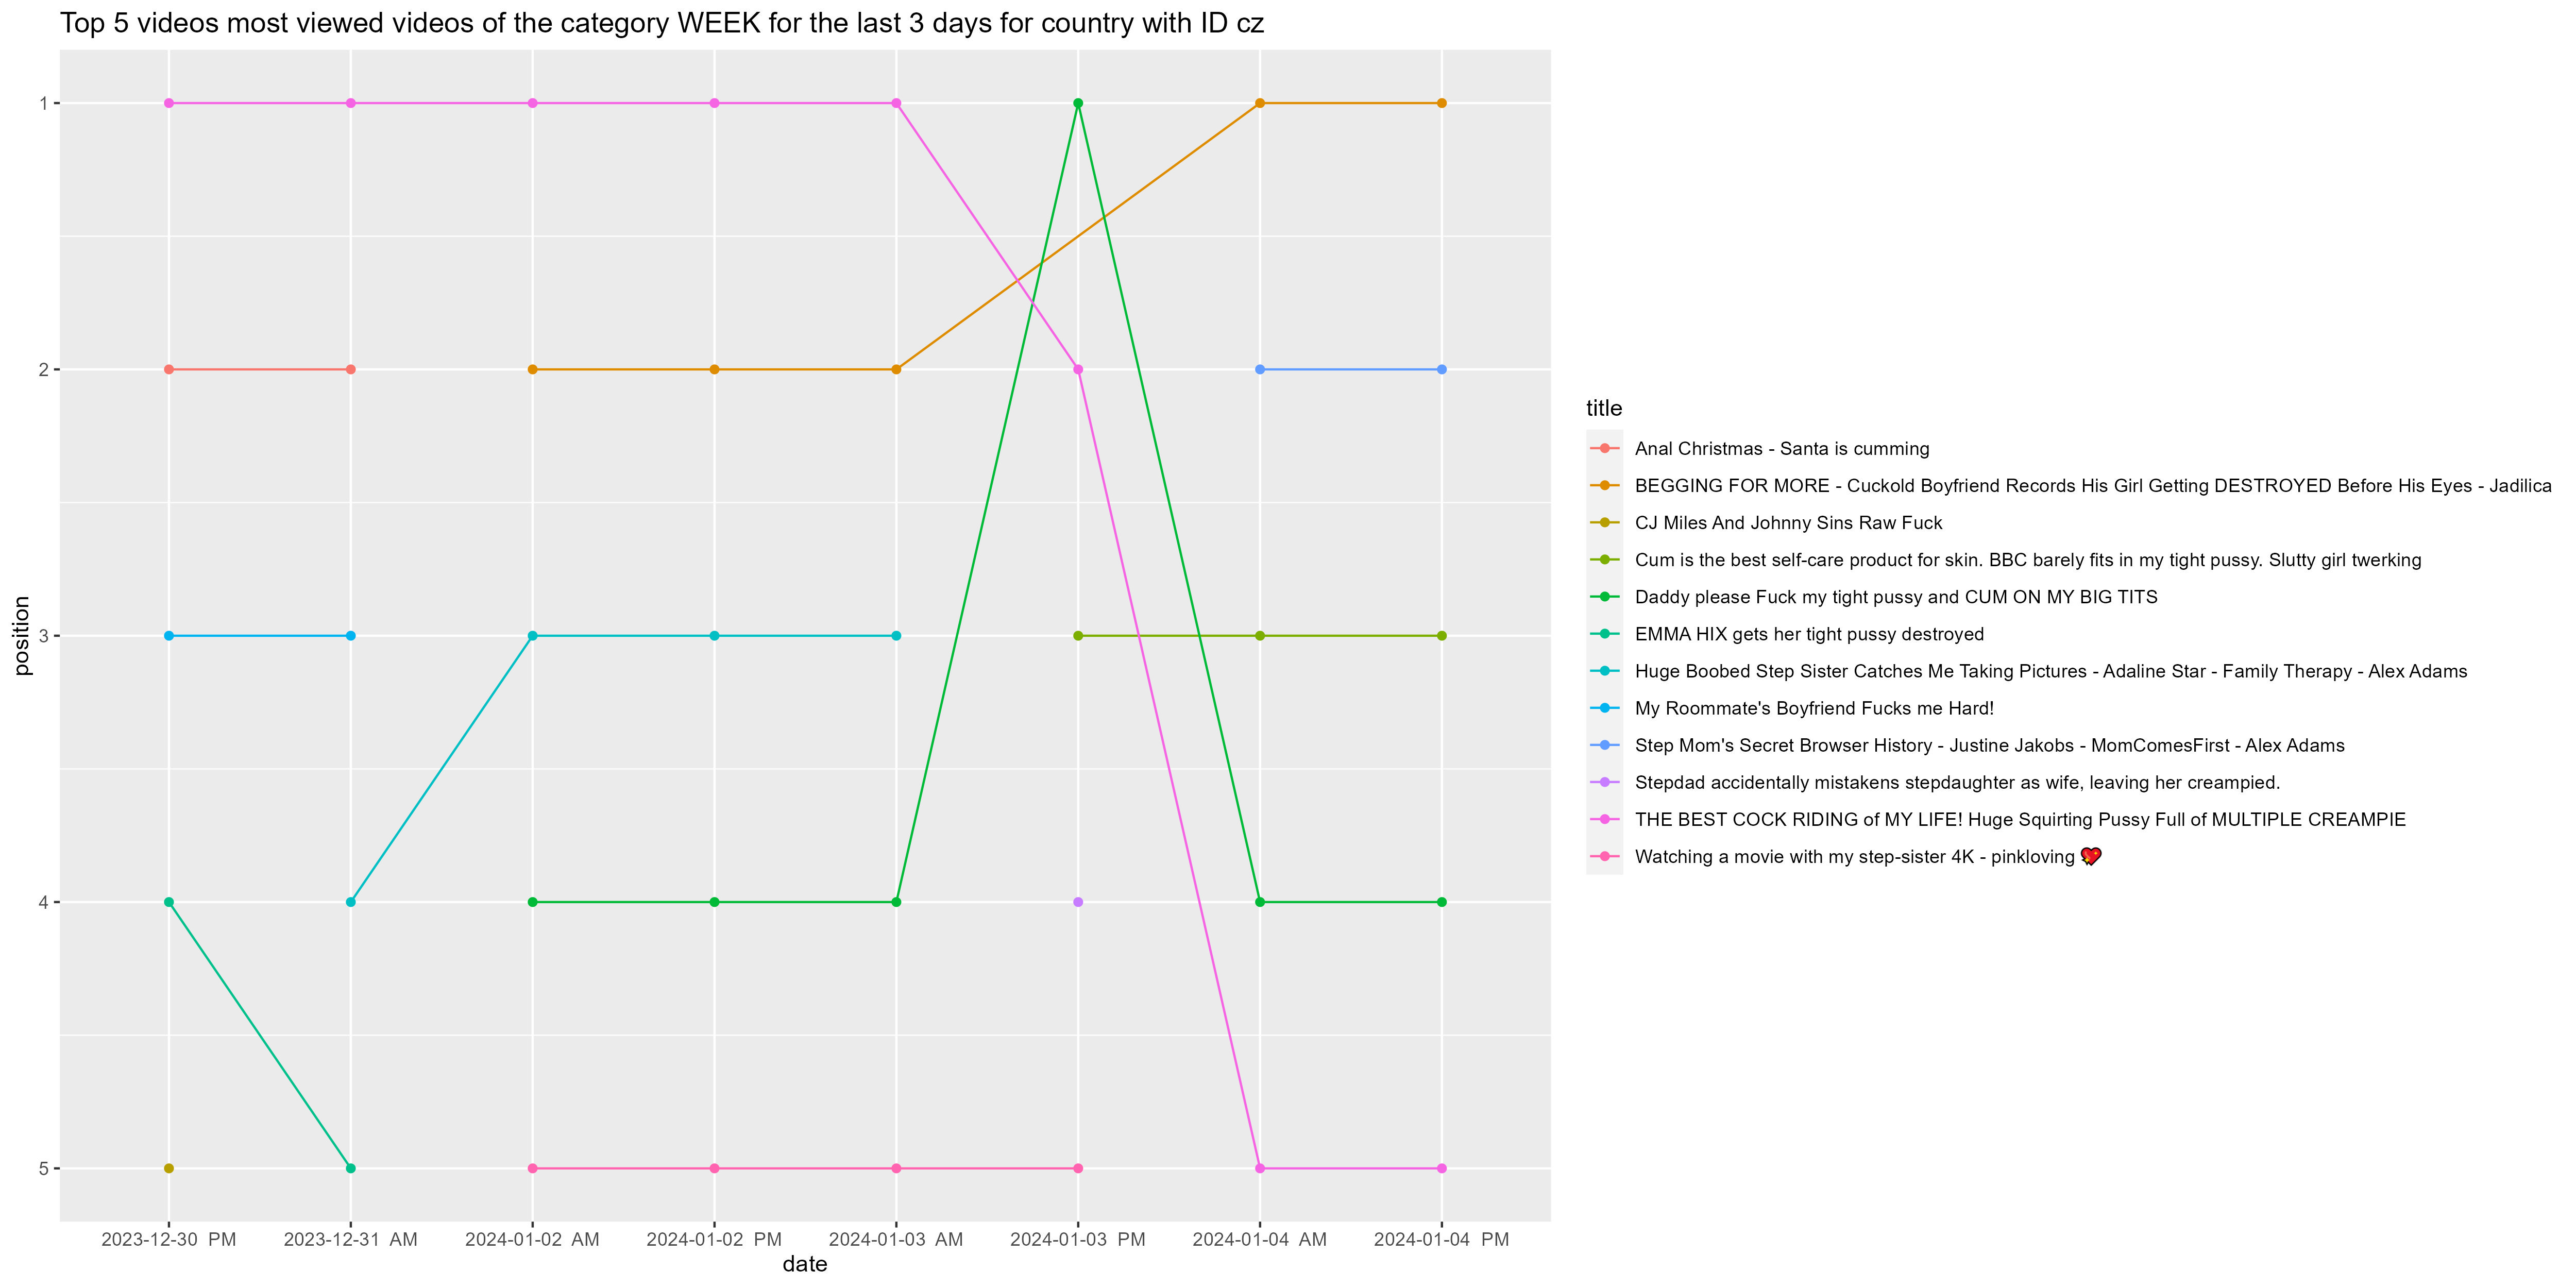 Top 5 videos most viewed videos of the category WEEK for the last 3 days for country with ID cz
position
1
2
3
4
5
2023-12-30 PM
2023-12-31 AM
2024-01-02 AM
2024-01-02 PM
2024-01-03 AM
2024-01-03 PM
2024-01-04 AM
2024-01-04 PM
date
title
Anal Christmas - Santa is cumming
BEGGING FOR MORE - Cuckold Boyfriend Records His Girl Getting DESTROYED Before His Eyes - Jadilica
CJ Miles And Johnny Sins Raw Fuck
Cum is the best self-care product for skin. BBC barely fits in my tight pussy. Slutty girl twerking
Daddy please Fuck my tight pussy and CUM ON MY BIG TITS
EMMA HIX gets her tight pussy destroyed
Huge Boobed Step Sister Catches Me Taking Pictures - Adaline Star - Family Therapy - Alex Adams
My Roommate's Boyfriend Fucks me Hard!
Step Mom's Secret Browser History - Justine Jakobs - MomComesFirst - Alex Adams
Stepdad accidentally mistakens stepdaughter as wife, leaving her creampied.
THE BEST COCK RIDING of MY LIFE! Huge Squirting Pussy Full of MULTIPLE CREAMPIE
Watching a movie with my step-sister 4K - pinkloving 💖